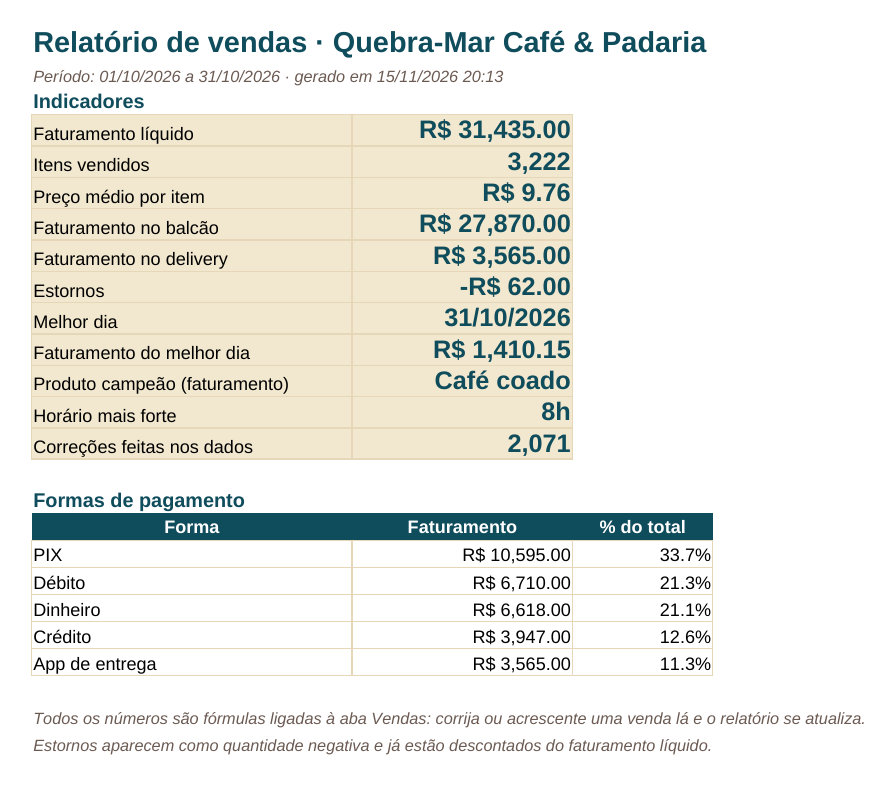 Relatório de vendas · Quebra-Mar Café & Padaria
Período: 01/10/2026 a 31/10/2026 · gerado em 15/11/2026 20:13
Indicadores
Faturamento líquido R$ 31,435.00
Itens vendidos 3,222
Preço médio por item R$ 9.76
Faturamento no balcão R$ 27,870.00
Faturamento no delivery R$ 3,565.00
Estornos -R$ 62.00
Melhor dia 31/10/2026
Faturamento do melhor dia R$ 1,410.15
Produto campeão (faturamento) Café coado
Horário mais forte 8h
Correções feitas nos dados 2,071
Formas de pagamento
Forma Faturamento % do total
PIX R$ 10,595.00 33.7%
Débito R$ 6,710.00 21.3%
Dinheiro R$ 6,618.00 21.1%
Crédito R$ 3,947.00 12.6%
App de entrega R$ 3,565.00 11.3%
Todos os números são fórmulas ligadas à aba Vendas: corrija ou acrescente uma venda lá e o relatório se atualiza.
Estornos aparecem como quantidade negativa e já estão descontados do faturamento líquido.